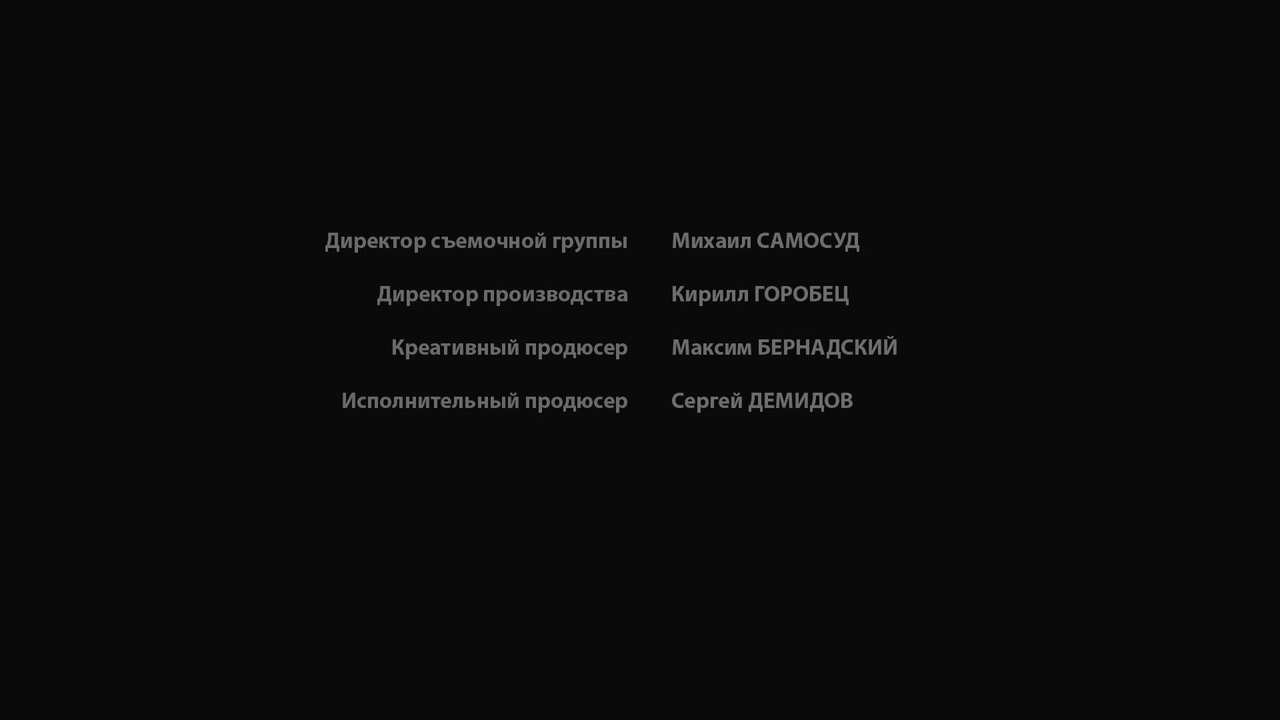 Директор съемочной группы Михаил САМОСУД
Директор производства Кирилл ГОРОБЕЦ
Креативный продюсер Максим БЕРНАДСКИЙ
Исполнительный продюсер Сергей ДЕМИДОВ